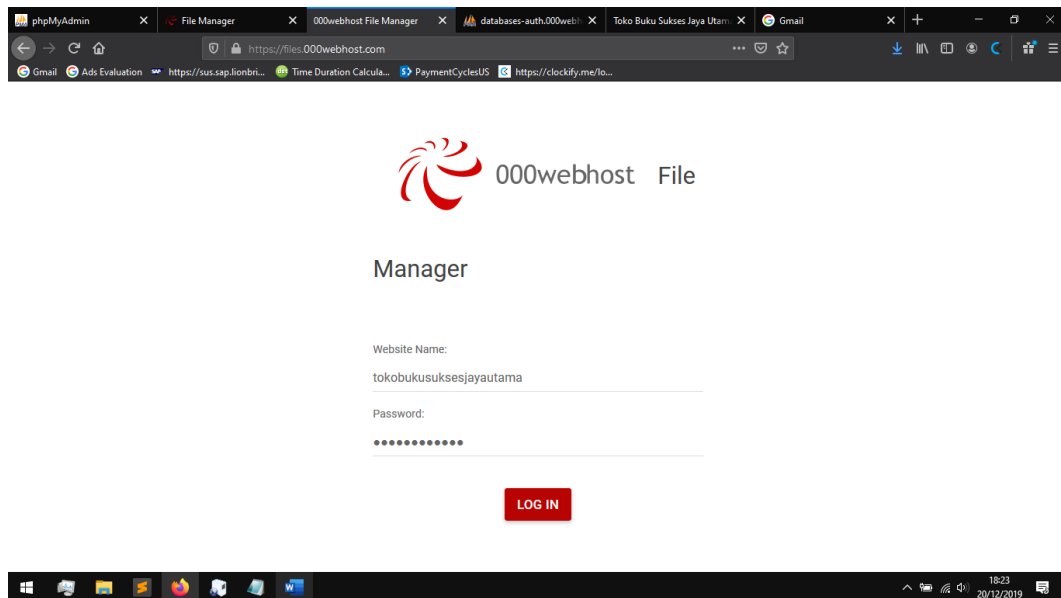 phpMyAdmin File Manager 000webhost File Manager databases-auth.000webh Toko Buku Sukses Jaya Utam Gmail
https://files.000webhost.com
Gmail Ads Evaluation https://sus.sap.lionbri... Time Duration Calcula... PaymentCyclesUS https://clockify.me/lo...
000webhost File
Manager
Website Name:
tokobukusuksesjayautama
Password:
●●●●●●●●●●●●
LOG IN
18:23
20/12/2019